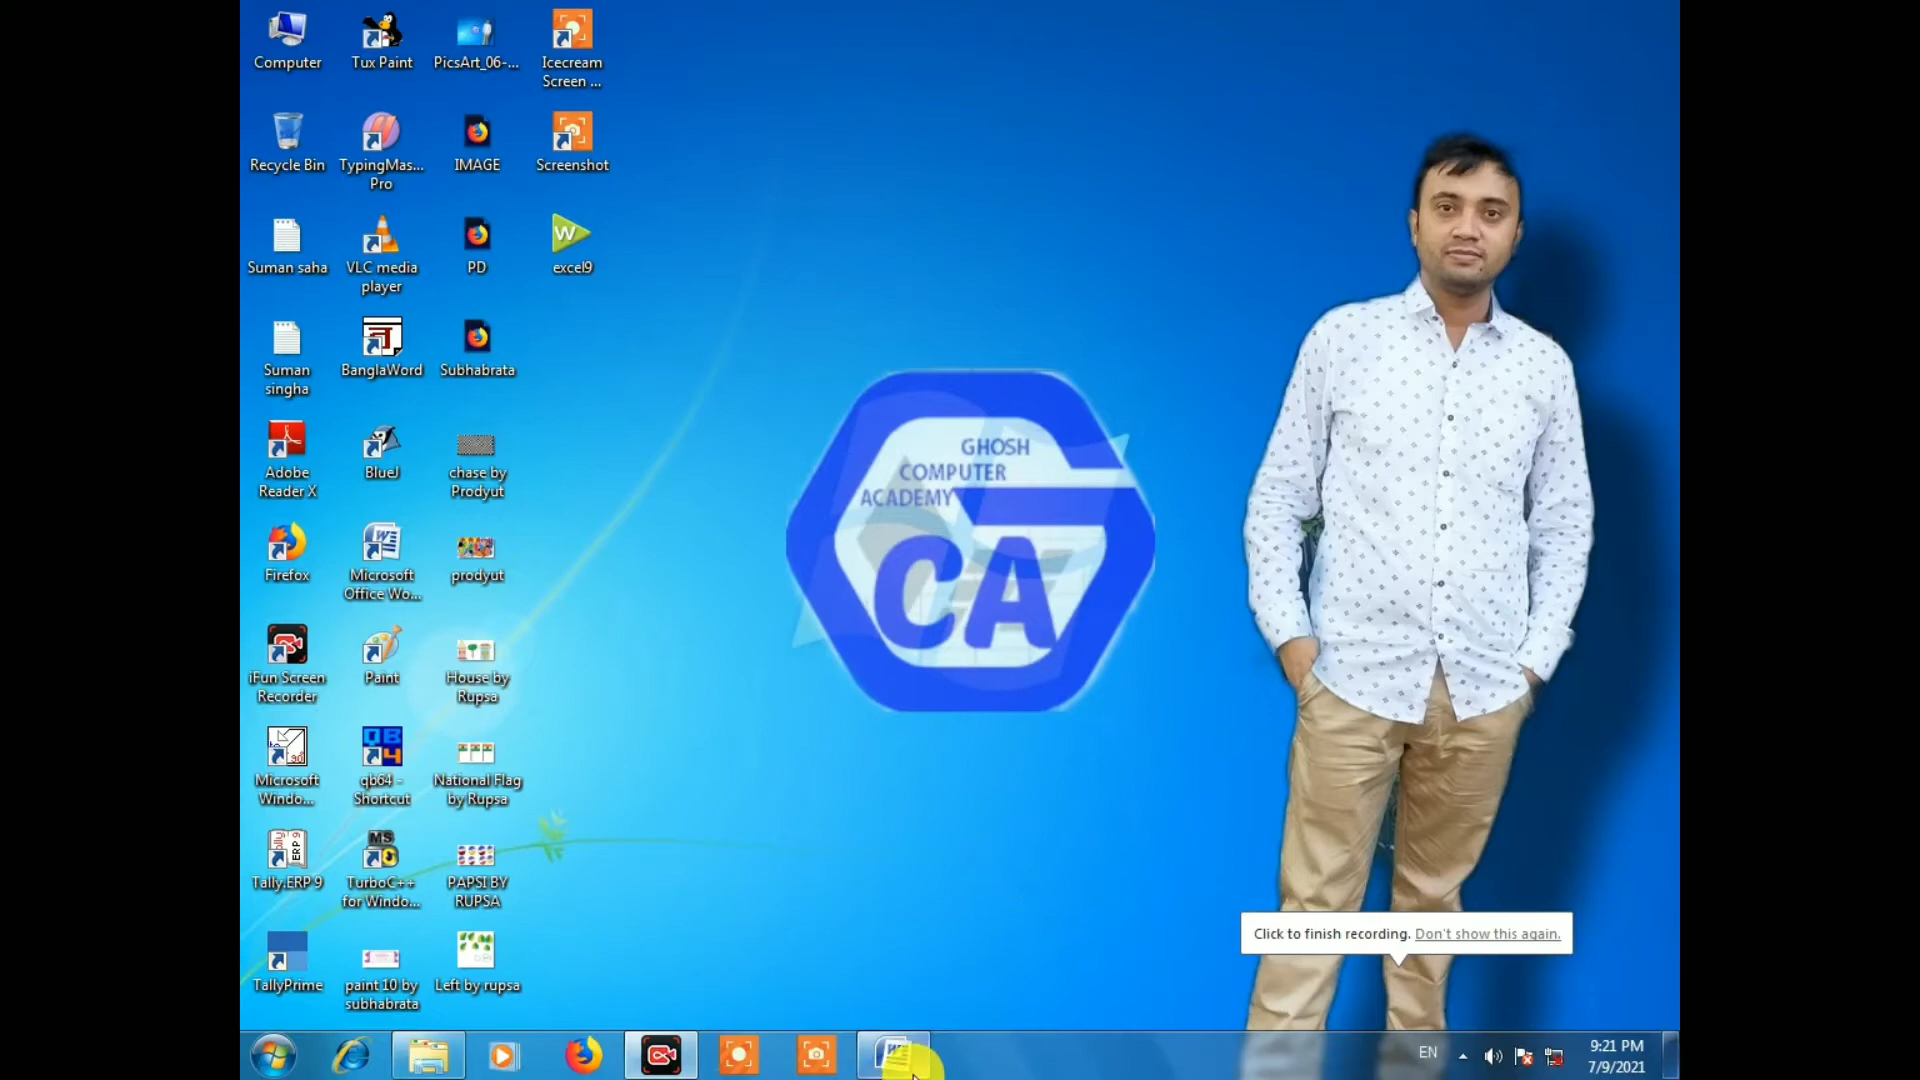 Computer
Tux Paint
PicsArt_06-...
Icecream
Screen ...
Recycle Bin
TypingMas...
Pro
IMAGE
Screenshot
Suman saha
VLC media
player
PD
W
excel9
Suman
singha
BanglaWord
Subhabrata
Adobe
Reader X
BlueJ
chase by
Prodyut
GHOSH
COMPUTER
ACADEMY
CA
Firefox
Microsoft
Office Wo...
prodyut
iFun Screen
Recorder
Paint
House by
Rupsa
Microsoft
Windo...
QB
4
qb64 -
Shortcut
National Flag
by Rupsa
Tally.ERP 9
MS
TurboC++
for Windo...
PAPSI BY
RUPSA
TallyPrime
paint 10 by
subhabrata
Left by rupsa
Click to finish recording. Don't show this again.
EN
9:21 PM
7/9/2021